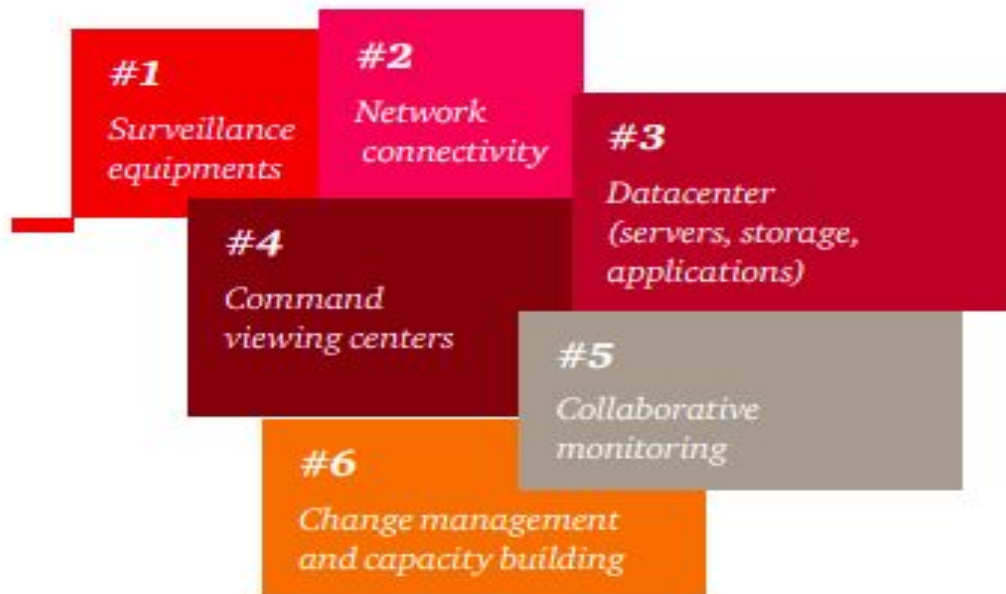 #1
Surveillance
equipments
#2
Network
connectivity
#3
Datacenter
(servers, storage,
applications)
#4
Command
viewing centers
#5
Collaborative
monitoring
#6
Change management
and capacity building